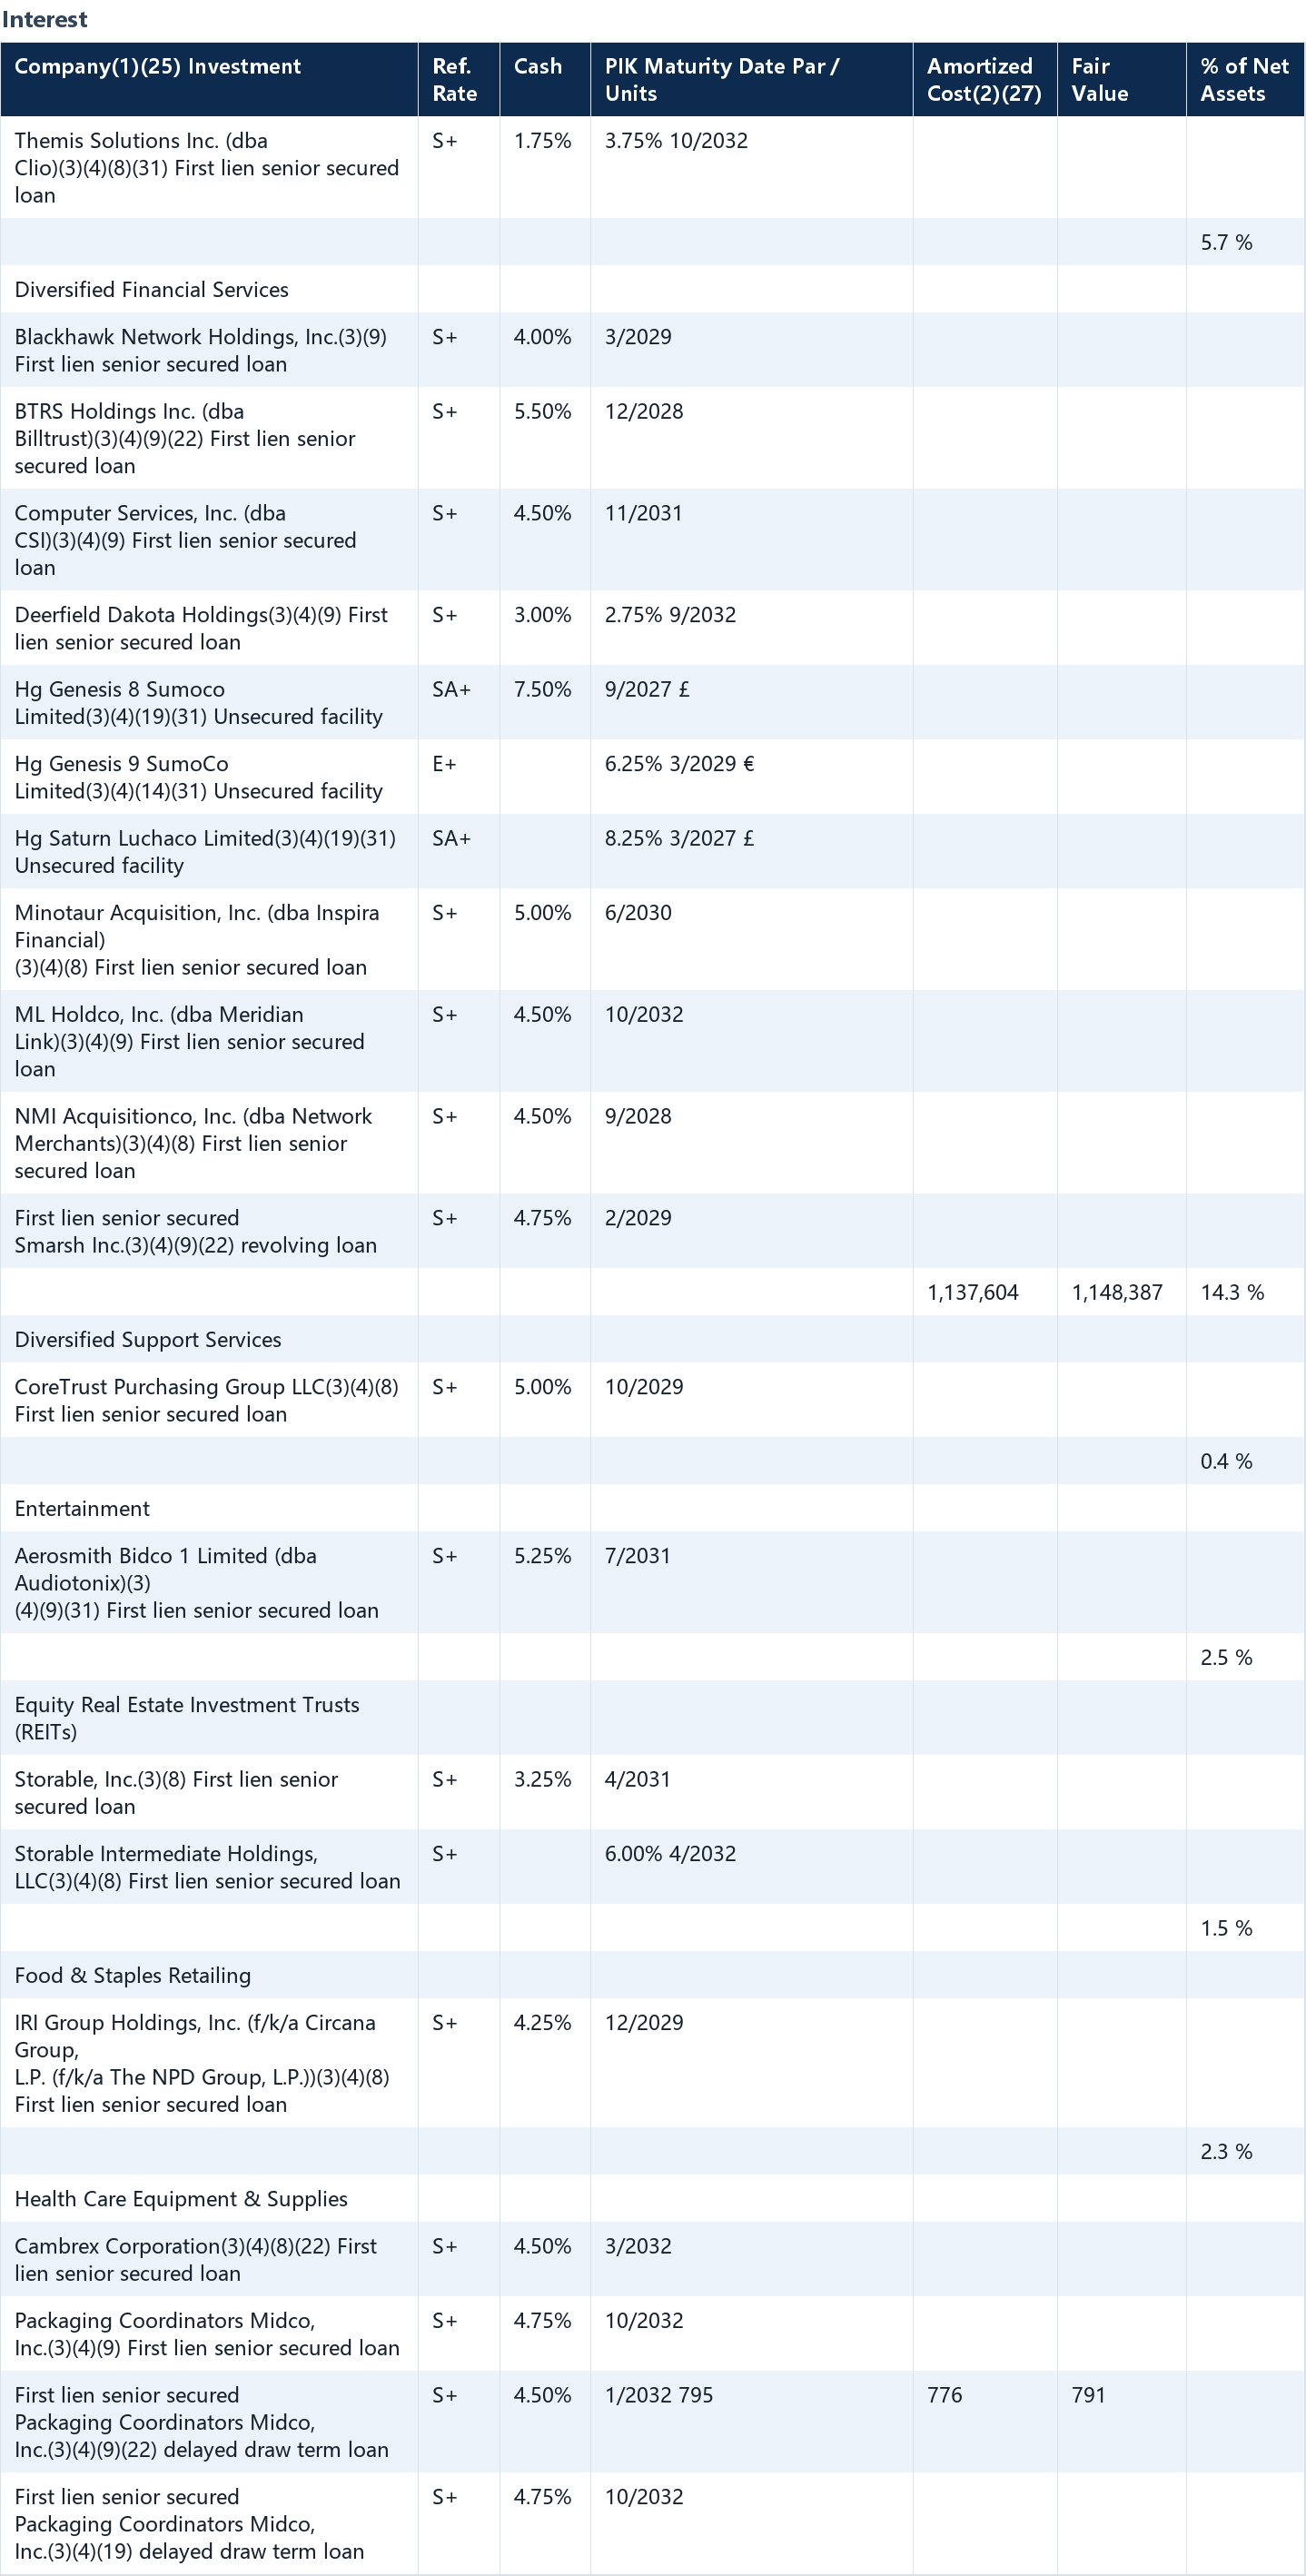 Interest
Company(1)(25) Investment
Ref.
Rate
Cash
PIK Maturity Date Par /
Units
Amortized
Cost(2)(27)
Fair
Value
% of Net
Assets
Themis Solutions Inc. (dba
Clio)(3)(4)(8)(31) First lien senior secured
loan
S+
1.75%
3.75% 10/2032
5.7 %
Diversified Financial Services
Blackhawk Network Holdings, Inc.(3)(9)
First lien senior secured loan
S+
4.00%
3/2029
BTRS Holdings Inc. (dba
Billtrust)(3)(4)(9)(22) First lien senior
secured loan
S+
5.50%
12/2028
Computer Services, Inc. (dba
CSI)(3)(4)(9) First lien senior secured
loan
S+
4.50%
11/2031
Deerfield Dakota Holdings(3)(4)(9) First
lien senior secured loan
S+
3.00%
2.75% 9/2032
Hg Genesis 8 Sumoco
Limited(3)(4)(19)(31) Unsecured facility
SA+
7.50%
9/2027 £
Hg Genesis 9 SumoCo
Limited(3)(4)(14)(31) Unsecured facility
E+
6.25% 3/2029 €
Hg Saturn Luchaco Limited(3)(4)(19)(31)
Unsecured facility
SA+
8.25% 3/2027 £
Minotaur Acquisition, Inc. (dba Inspira
Financial)
(3)(4)(8) First lien senior secured loan
S+
5.00%
6/2030
ML Holdco, Inc. (dba Meridian
Link)(3)(4)(9) First lien senior secured
loan
S+
4.50%
10/2032
NMI Acquisitionco, Inc. (dba Network
Merchants)(3)(4)(8) First lien senior
secured loan
S+
4.50%
9/2028
First lien senior secured
Smarsh Inc.(3)(4)(9)(22) revolving loan
S+
4.75%
2/2029
1,137,604
1,148,387
14.3 %
Diversified Support Services
CoreTrust Purchasing Group LLC(3)(4)(8)
First lien senior secured loan
S+
5.00%
10/2029
0.4 %
Entertainment
Aerosmith Bidco 1 Limited (dba
Audiotonix)(3)
(4)(9)(31) First lien senior secured loan
S+
5.25%
7/2031
2.5 %
Equity Real Estate Investment Trusts
(REITs)
Storable, Inc.(3)(8) First lien senior
secured loan
S+
3.25%
4/2031
Storable Intermediate Holdings,
LLC(3)(4)(8) First lien senior secured loan
S+
6.00% 4/2032
1.5 %
Food & Staples Retailing
IRI Group Holdings, Inc. (f/k/a Circana
Group,
L.P. (f/k/a The NPD Group, L.P.))(3)(4)(8)
First lien senior secured loan
S+
4.25%
12/2029
2.3 %
Health Care Equipment & Supplies
Cambrex Corporation(3)(4)(8)(22) First
lien senior secured loan
S+
4.50%
3/2032
Packaging Coordinators Midco,
Inc.(3)(4)(9) First lien senior secured loan
S+
4.75%
10/2032
First lien senior secured
Packaging Coordinators Midco,
Inc.(3)(4)(9)(22) delayed draw term loan
S+
4.50%
1/2032 795
776
791
First lien senior secured
Packaging Coordinators Midco,
Inc.(3)(4)(19) delayed draw term loan
S+
4.75%
10/2032